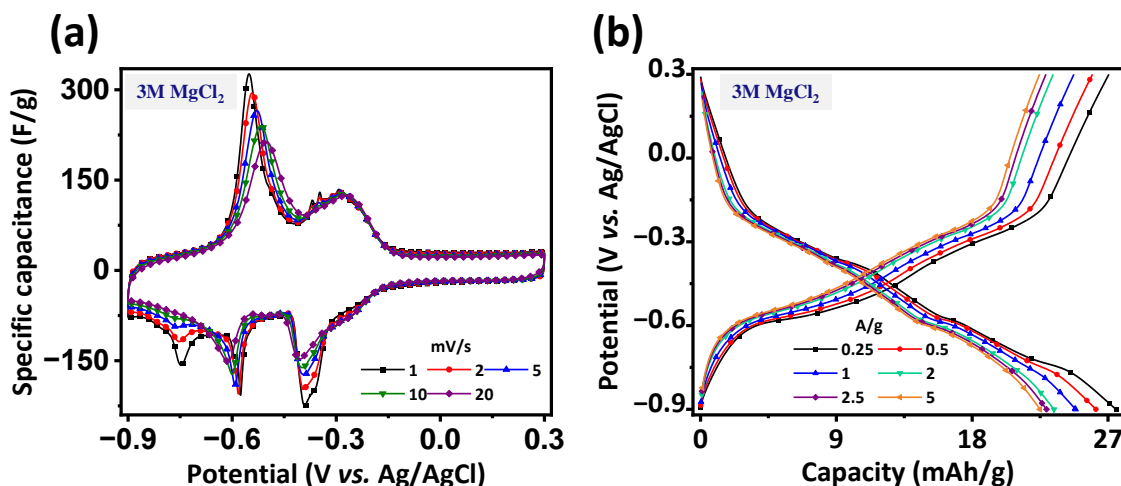 (a)
3M MgCl₂
Specific capacitance (F/g)
300
150
0
−150
−0.9 −0.6 −0.3 0.0 0.3
Potential (V vs. Ag/AgCl)
mV/s
1 2 5
10 20
(b)
3M MgCl₂
Potential (V vs. Ag/AgCl)
0.3
0.0
−0.3
−0.6
−0.9
0 9 18 27
Capacity (mAh/g)
A/g
0.25 0.5
1 2
2.5 5